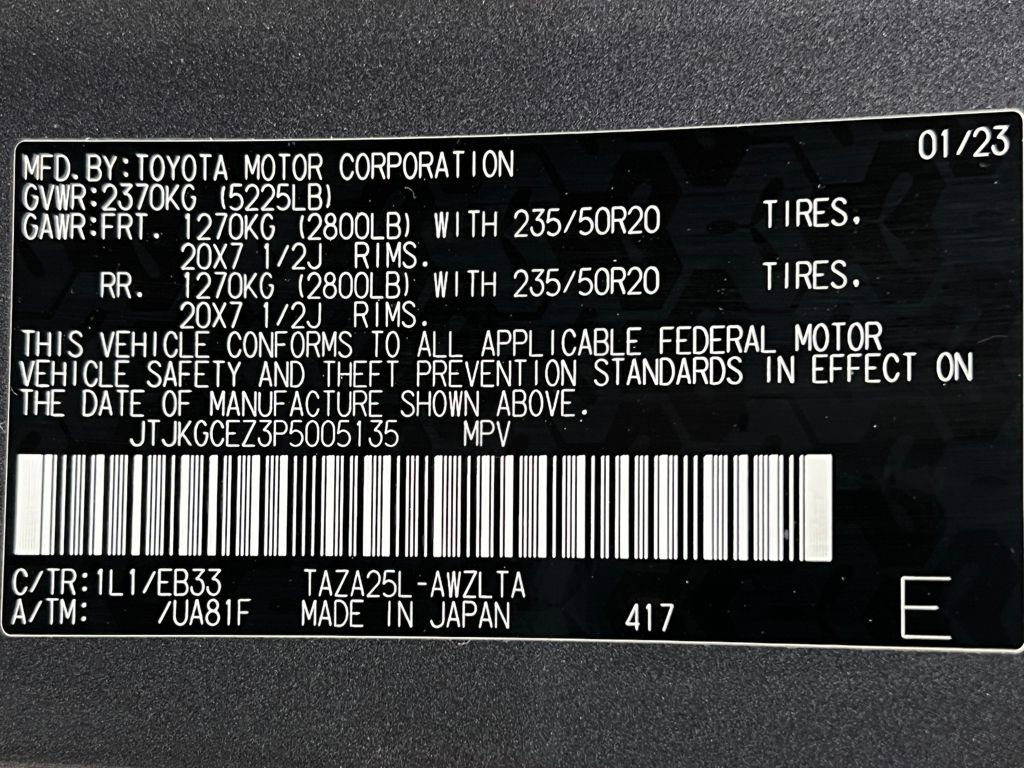 01/23
MFD.BY:TOYOTA MOTOR CORPORATION
GVWR:2370KG (5225LB)
GAWR:FRT. 1270KG (2800LB) WITH 235/50R20 TIRES.
20X7 1/2J RIMS.
RR. 1270KG (2800LB) WITH 235/50R20 TIRES.
20X7 1/2J RIMS.
THIS VEHICLE CONFORMS TO ALL APPLICABLE FEDERAL MOTOR
VEHICLE SAFETY AND THEFT PREVENTION STANDARDS IN EFFECT ON
THE DATE OF MANUFACTURE SHOWN ABOVE.
JTJKGCEZ3P5005135 MPV
C/TR:1L1/EB33 TAZA25L-AWZLTA
A/TM: /UA81F MADE IN JAPAN 417 E